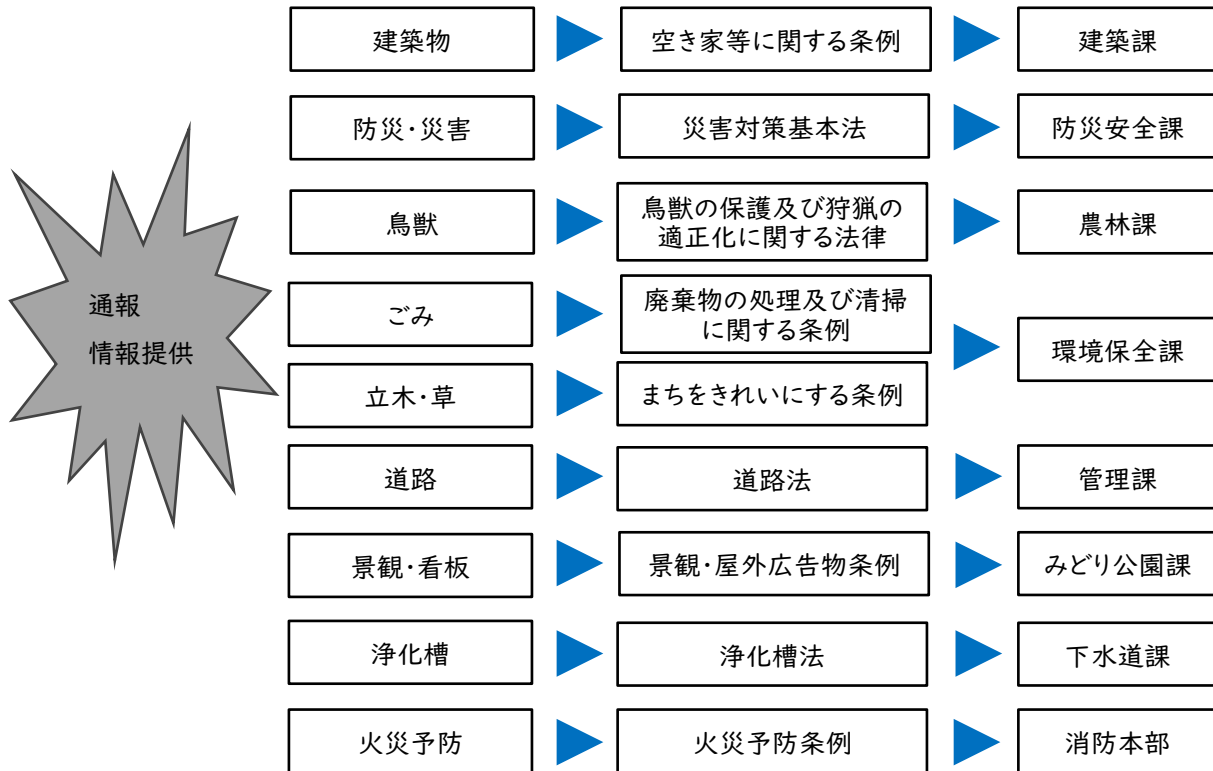 建築物
空き家等に関する条例
建築課
防災・災害
災害対策基本法
防災安全課
鳥獣
鳥獣の保護及び狩猟の
適正化に関する法律
農林課
通報
情報提供
ごみ
廃棄物の処理及び清掃
に関する条例
環境保全課
立木・草
まちをきれいにする条例
道路
道路法
管理課
景観・看板
景観・屋外広告物条例
みどり公園課
浄化槽
浄化槽法
下水道課
火災予防
火災予防条例
消防本部